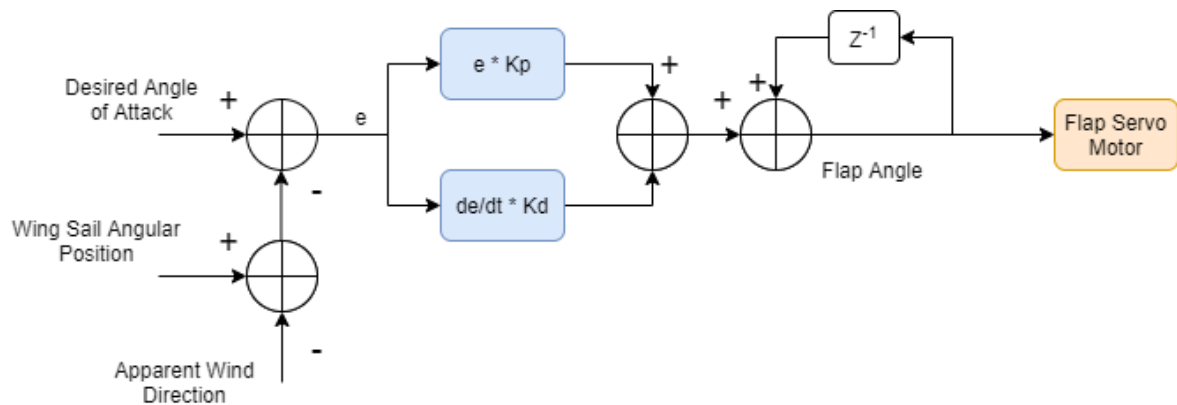 Z⁻¹
e * Kp
+
+
Desired Angle
of Attack
+
e
+
Flap Servo
Motor
Flap Angle
-
de/dt * Kd
+
Wing Sail Angular
Position
+
-
Apparent Wind
Direction